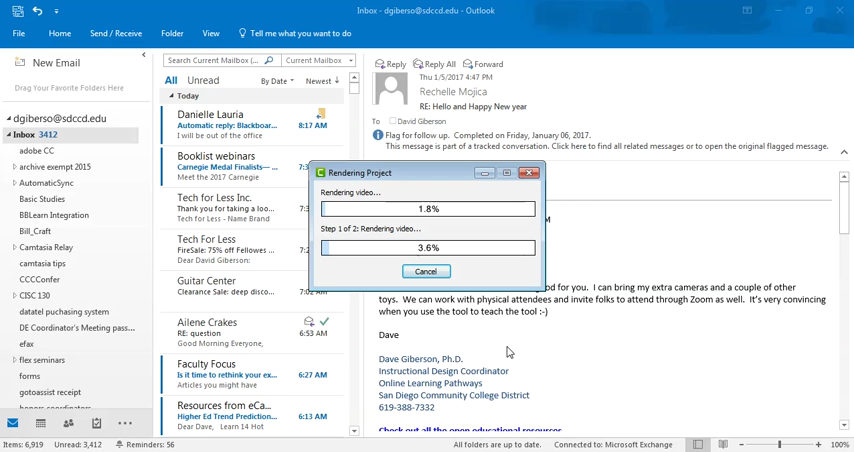 Inbox - dgiberso@sdccd.edu - Outlook
File Home Send / Receive Folder View Tell me what you want to do
New Email
Drag Your Favorite Folders Here
dgiberso@sdccd.edu
Inbox 3412
adobe CC
archive exempt 2015
AutomaticSync
Basic Studies
BBLearn Integration
Bill_Craft
Camtasia Relay
camtasia tips
CCCConfer
CISC 130
datatel puchasing system
DE Coordinator's Meeting pass...
efax
flex seminars
forms
gotoassist receipt
honors coordinators
Search Current Mailbox (... Current Mailbox
All Unread By Date Newest
Today
Danielle Lauria
Automatic reply: Blackboar... 8:17 AM
I will be out of the office
Booklist webinars
Carnegie Medal Finalists—...
Meet the 2017 Carnegie
Tech for Less Inc.
Thank you for taking a loo...
Tech for Less - Name Brand
Tech For Less
FireSale: 75% off Fellowes ...
Dear David Giberson:
Guitar Center
Clearance Sale: deep disco... 7:02 AM
Ailene Crakes
RE: question 6:53 AM
Good Morning Everyone,
Faculty Focus
Is it time to rethink your ex... 6:27 AM
Articles you might have
Resources from eCa...
Higher Ed Trend Prediction... 6:13 AM
Dear Dave, Learn 14 Hot
Reply Reply All Forward
Thu 1/5/2017 4:47 PM
Rechelle Mojica
RE: Hello and Happy New year
To David Giberson
Flag for follow up. Completed on Friday, January 06, 2017.
This message is part of a tracked conversation. Click here to find all related messages or to open the original flagged message.
Rendering Project
Rendering video...
1.8%
Step 1 of 2: Rendering video...
3.6%
Cancel
M
good for you. I can bring my extra cameras and a couple of other
toys. We can work with physical attendees and invite folks to attend through Zoom as well. It's very convincing
when you use the tool to teach the tool :-)
Dave
Dave Giberson, Ph.D.
Instructional Design Coordinator
Online Learning Pathways
San Diego Community College District
619-388-7332
Check out all the open educational resources
Items: 6,919 Unread: 3,412 Reminders: 56 All folders are up to date. Connected to: Microsoft Exchange 100%